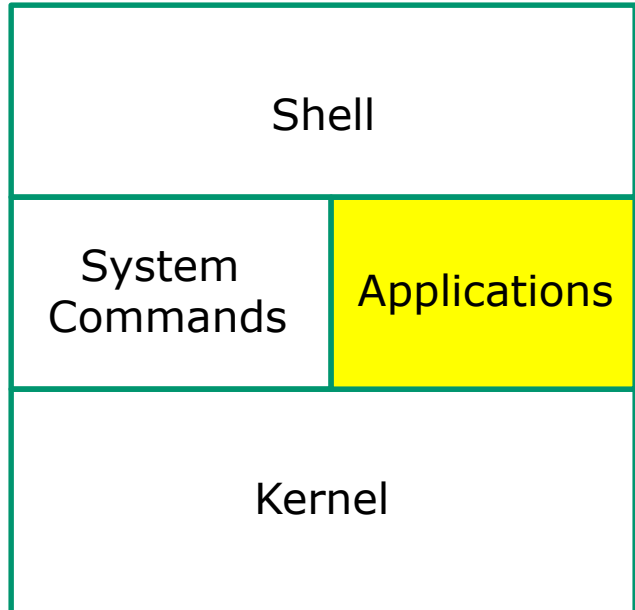 Shell
System
Commands
Applications
Kernel